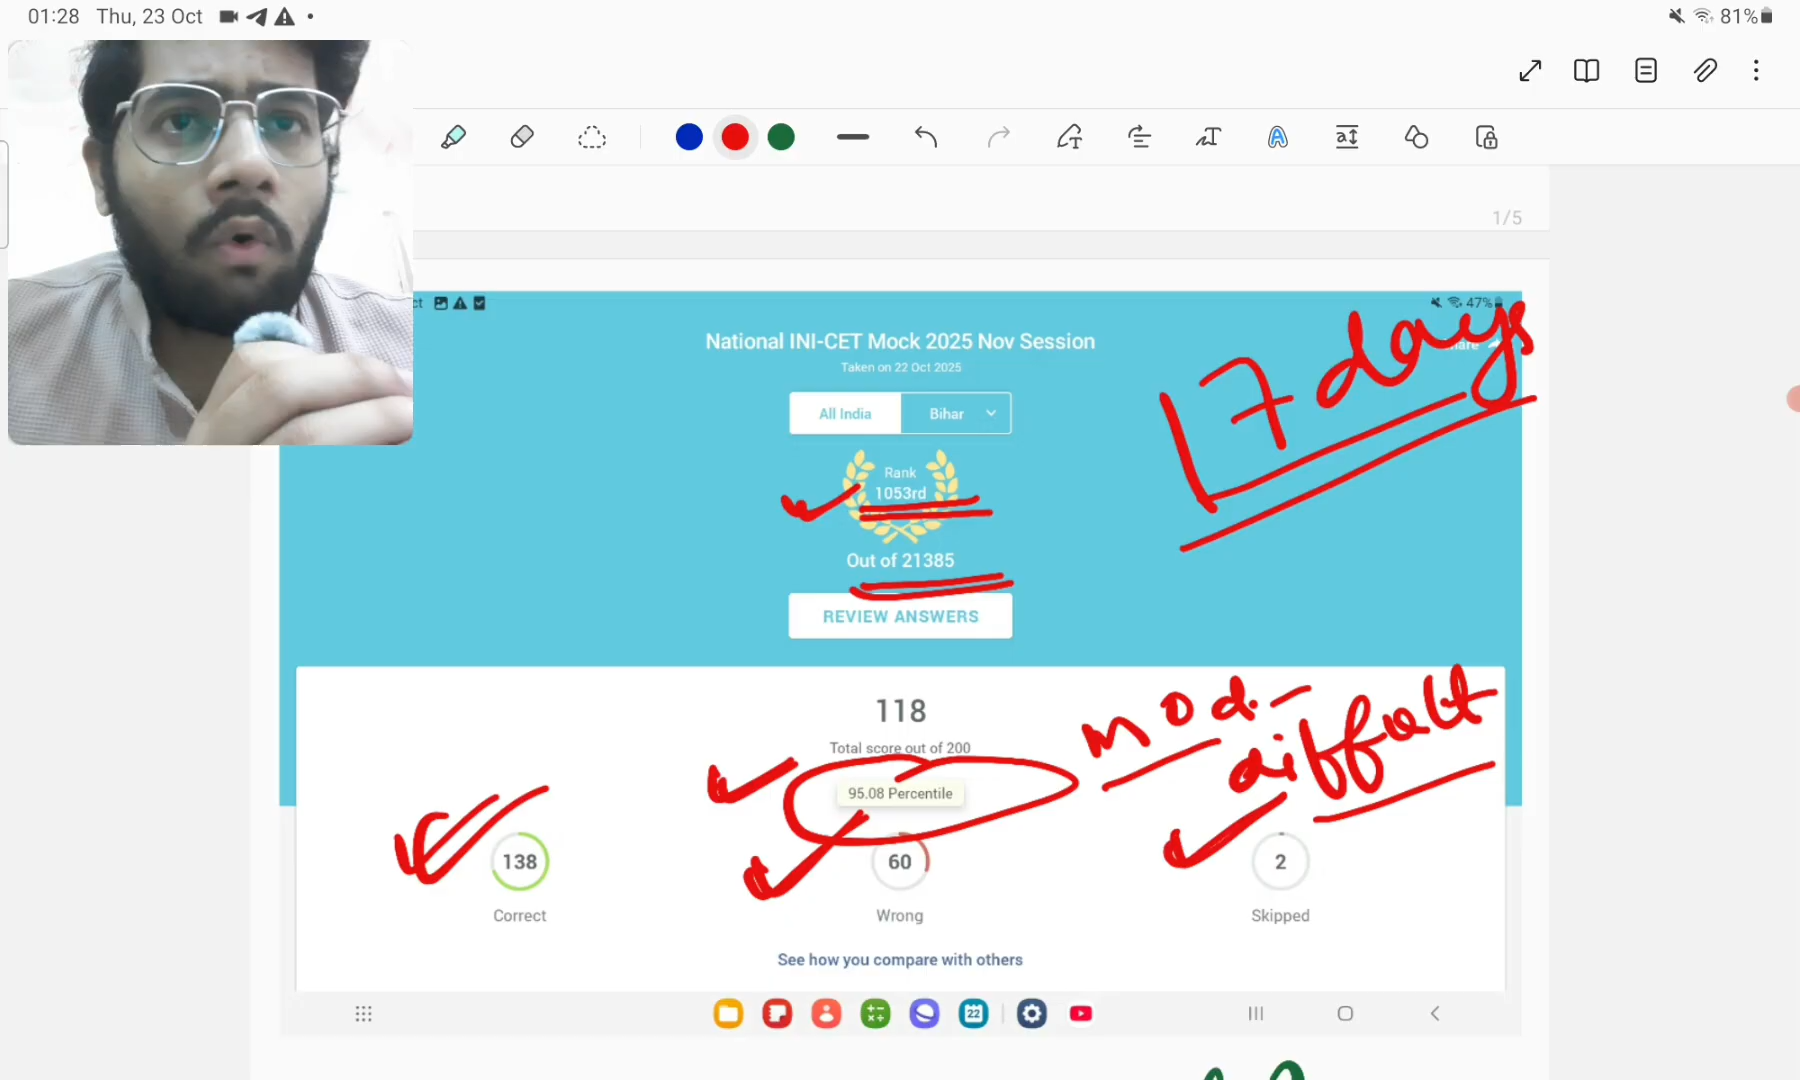 01:28 Thu, 23 Oct
81%
1/5
ct
47%
National INI-CET Mock 2025 Nov Session
Taken on 22 Oct 2025
All India
Bihar
17 days
Rank
1053rd
Out of 21385
REVIEW ANSWERS
118
Total score out of 200
95.08 Percentile
mod.-
difficult
138
60
2
Correct
Wrong
Skipped
See how you compare with others
22